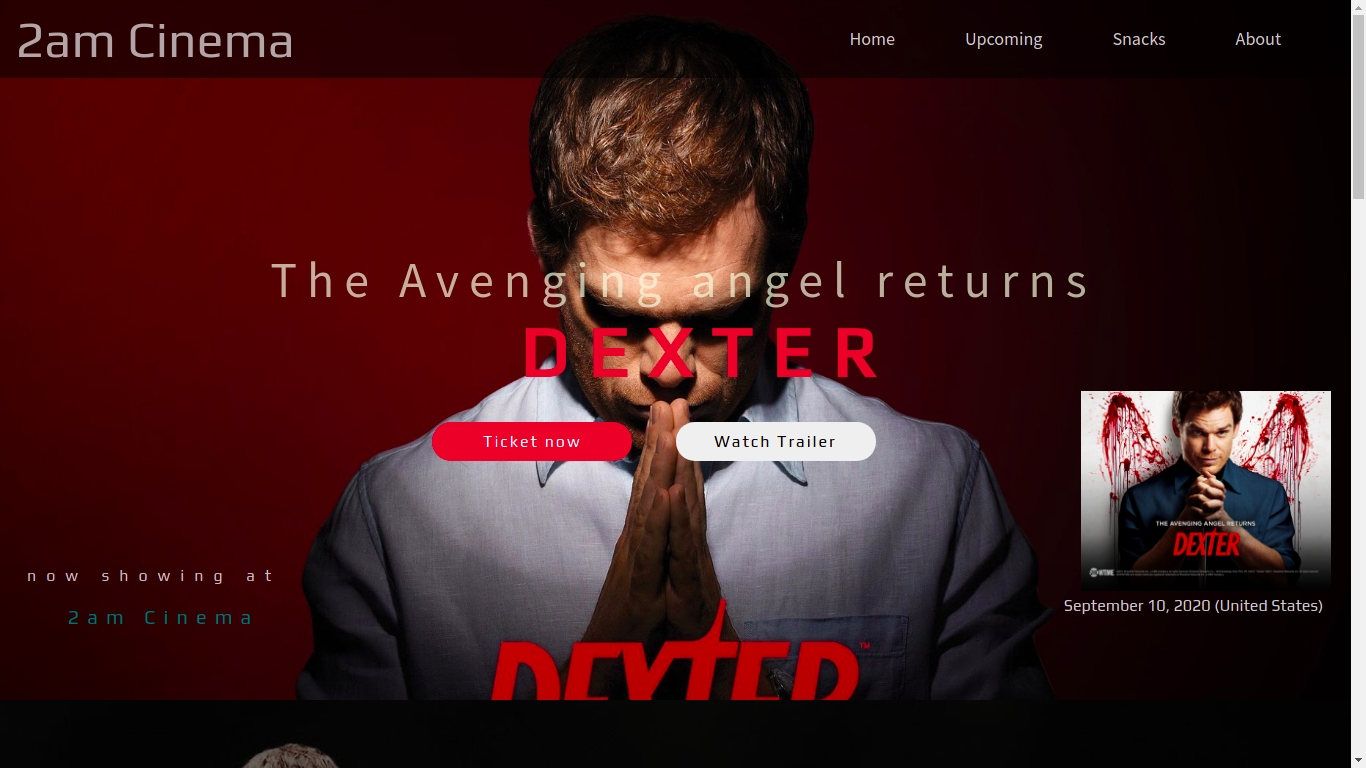 2am Cinema
Home
Upcoming
Snacks
About
The Avenging angel returns
DEXTER
Ticket now
Watch Trailer
THE AVENGING ANGEL RETURNS
DEXTER
SHOWTIME
now showing at
2am Cinema
September 10, 2020 (United States)
DEXTER™